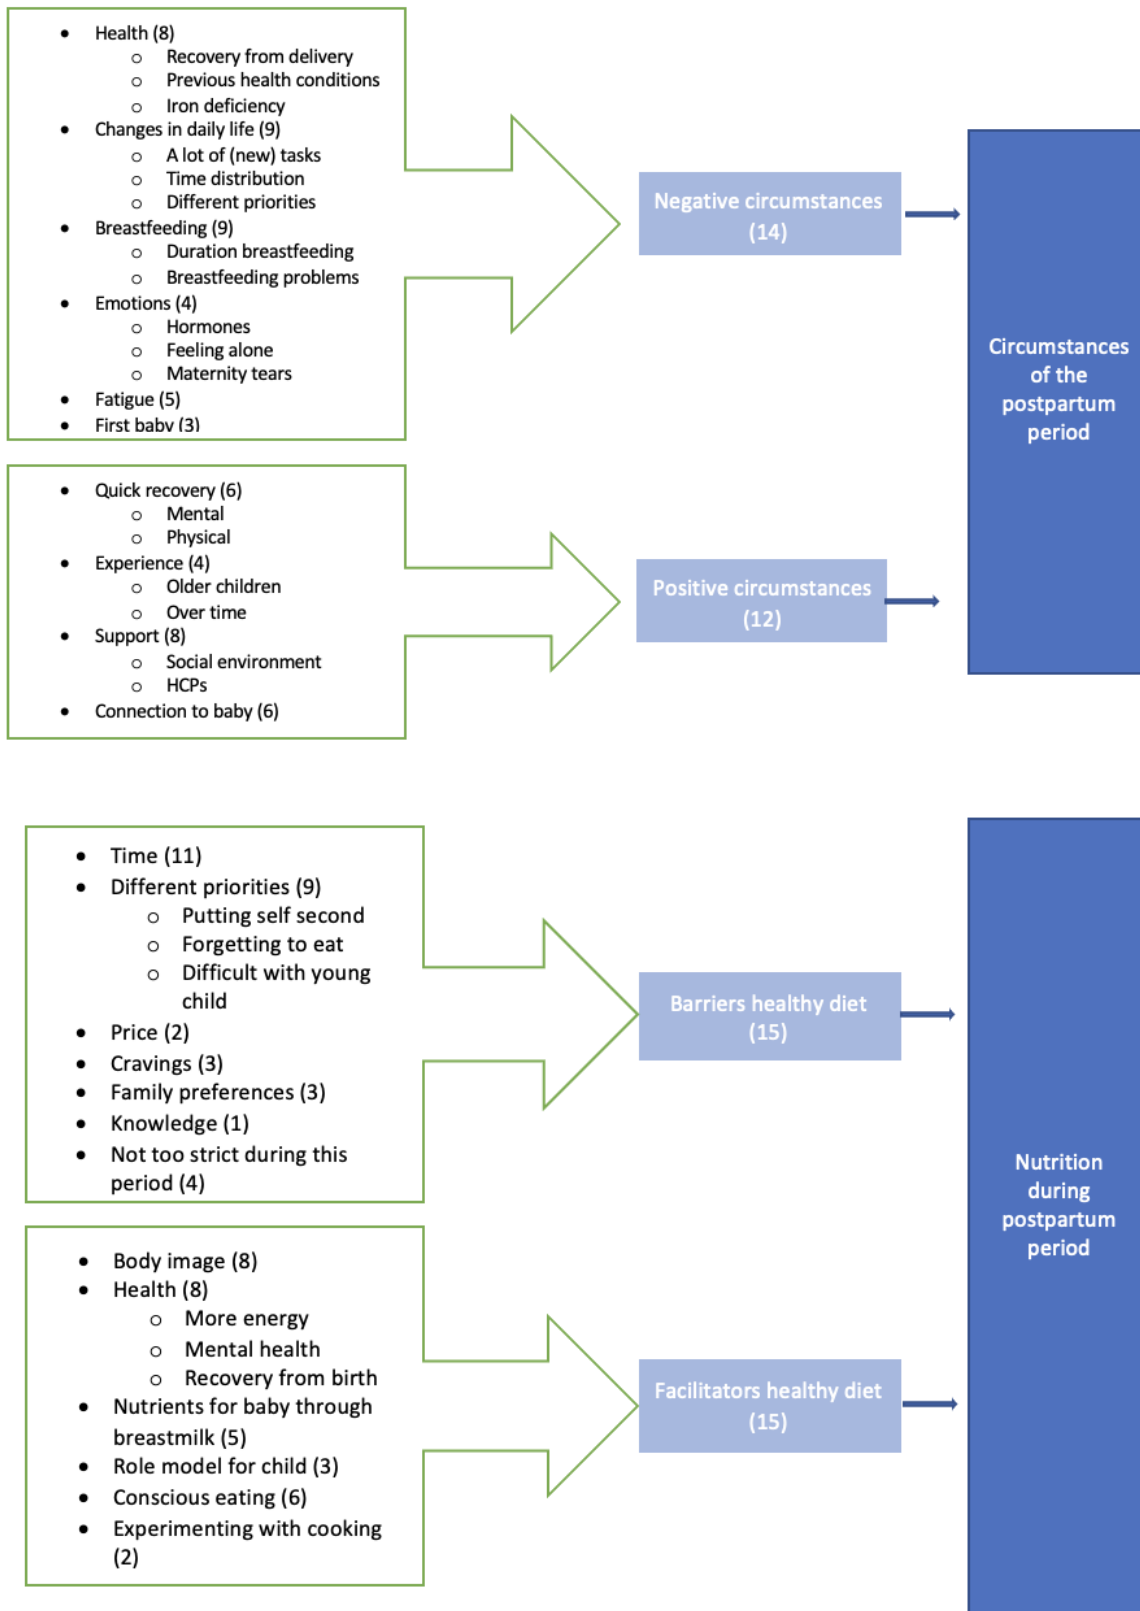 Health (8)
Recovery from delivery
Previous health conditions
Iron deficiency
Changes in daily life (9)
A lot of (new) tasks
Time distribution
Different priorities
Breastfeeding (9)
Duration breastfeeding
Breastfeeding problems
Emotions (4)
Hormones
Feeling alone
Maternity tears
Fatigue (5)
First baby (3)
Negative circumstances
(14)
Quick recovery (6)
Mental
Physical
Experience (4)
Older children
Over time
Support (8)
Social environment
HCPs
Connection to baby (6)
Positive circumstances
(12)
Circumstances
of the
postpartum
period
Time (11)
Different priorities (9)
Putting self second
Forgetting to eat
Difficult with young
child
Price (2)
Cravings (3)
Family preferences (3)
Knowledge (1)
Not too strict during this
period (4)
Barriers healthy diet
(15)
Body image (8)
Health (8)
More energy
Mental health
Recovery from birth
Nutrients for baby through
breastmilk (5)
Role model for child (3)
Conscious eating (6)
Experimenting with cooking
(2)
Facilitators healthy diet
(15)
Nutrition
during
postpartum
period